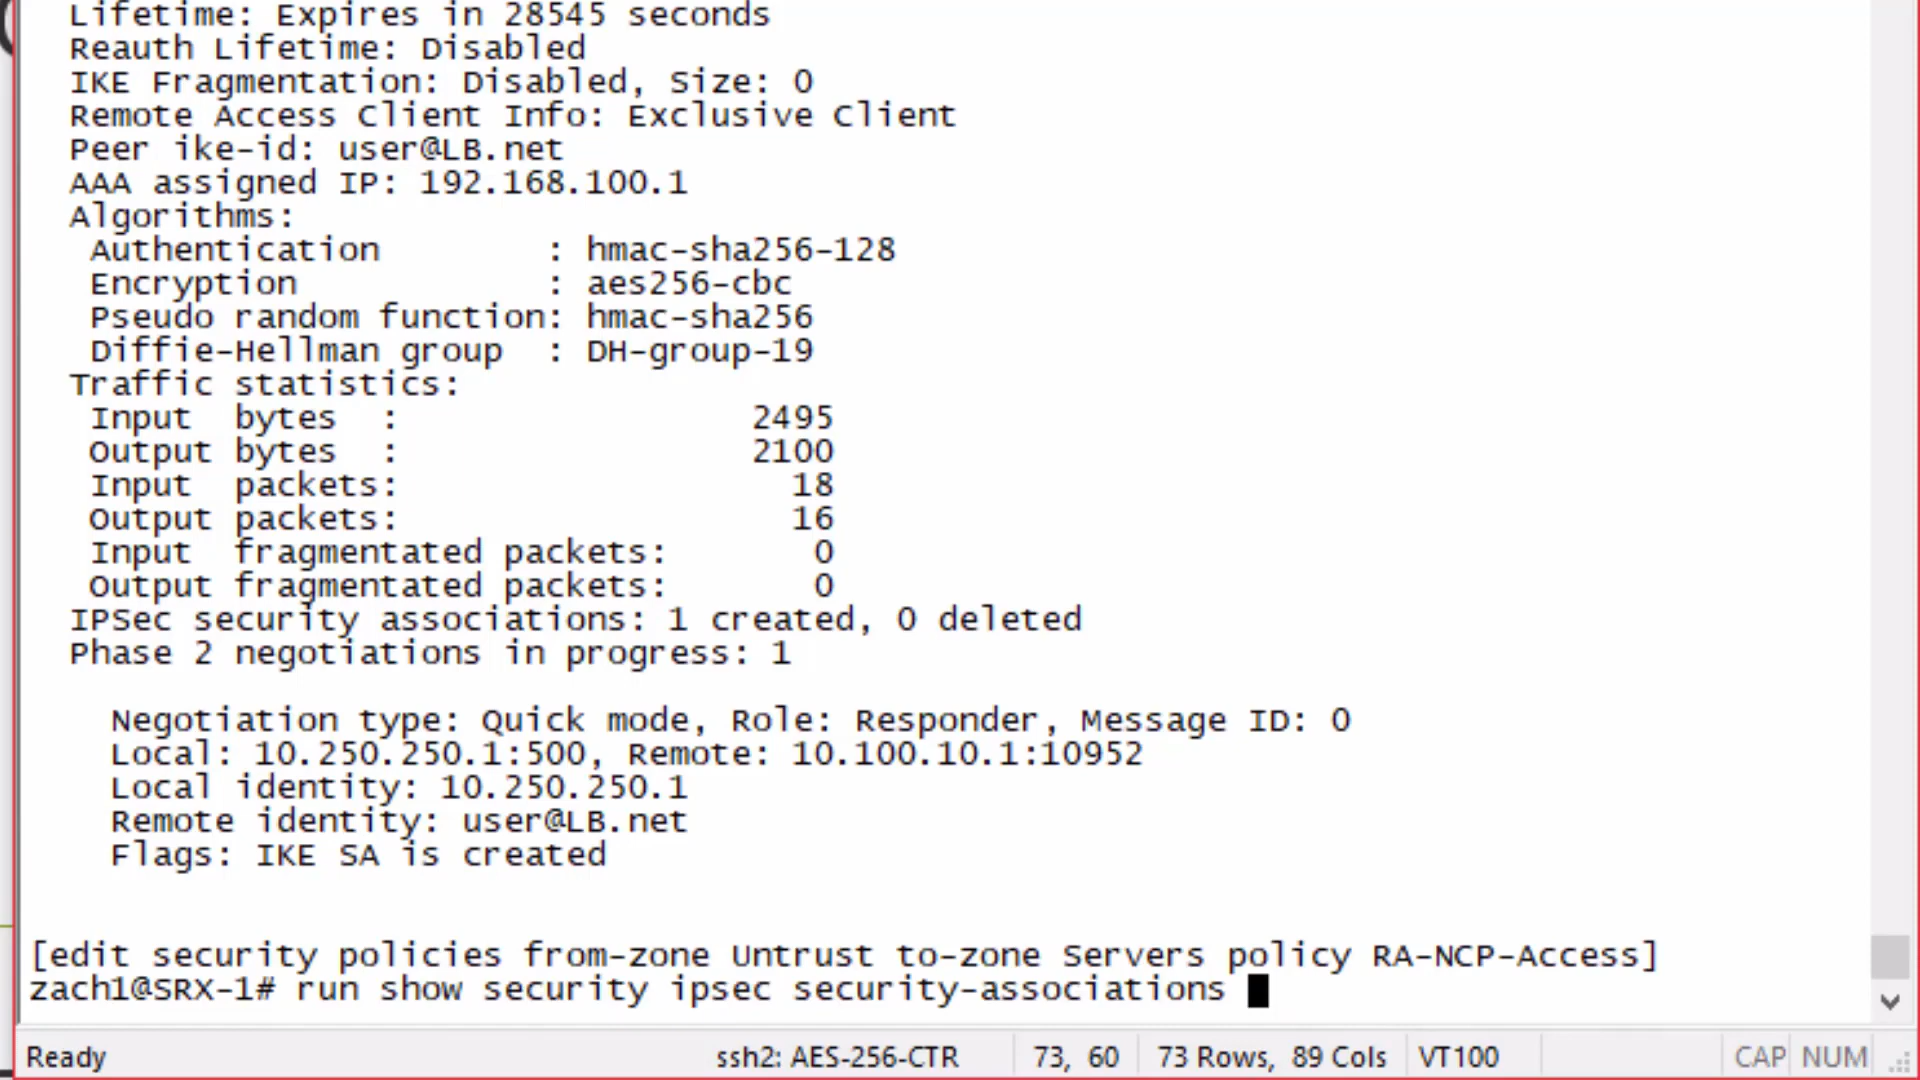 Lifetime: Expires in 28545 seconds
Reauth Lifetime: Disabled
IKE Fragmentation: Disabled, Size: 0
Remote Access Client Info: Exclusive Client
Peer ike-id: user@LB.net
AAA assigned IP: 192.168.100.1
Algorithms:
Authentication : hmac-sha256-128
Encryption : aes256-cbc
Pseudo random function: hmac-sha256
Diffie-Hellman group : DH-group-19
Traffic statistics:
Input bytes : 2495
Output bytes : 2100
Input packets: 18
Output packets: 16
Input fragmentated packets: 0
Output fragmentated packets: 0
IPSec security associations: 1 created, 0 deleted
Phase 2 negotiations in progress: 1
Negotiation type: Quick mode, Role: Responder, Message ID: 0
Local: 10.250.250.1:500, Remote: 10.100.10.1:10952
Local identity: 10.250.250.1
Remote identity: user@LB.net
Flags: IKE SA is created
[edit security policies from-zone Untrust to-zone Servers policy RA-NCP-Access]
zach1@SRX-1# run show security ipsec security-associations
Ready ssh2: AES-256-CTR 73, 60 73 Rows, 89 Cols VT100 CAP NUM